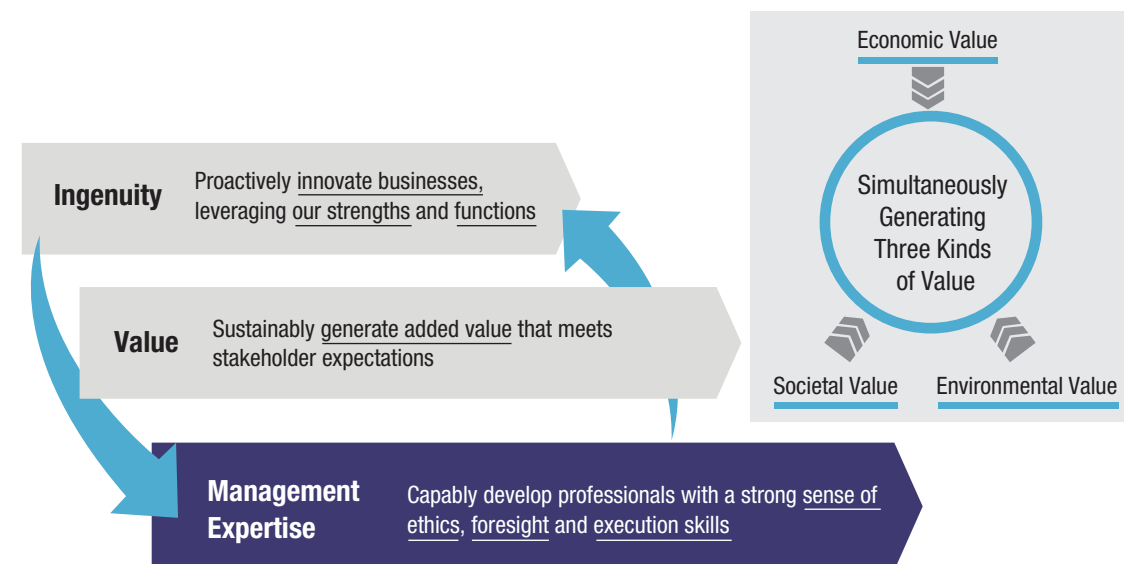 Economic Value
Simultaneously
Generating
Three Kinds
of Value
Societal Value
Environmental Value
Ingenuity
Proactively innovate businesses,
leveraging our strengths and functions
Value
Sustainably generate added value that meets
stakeholder expectations
Management
Expertise
Capably develop professionals with a strong sense of
ethics, foresight and execution skills